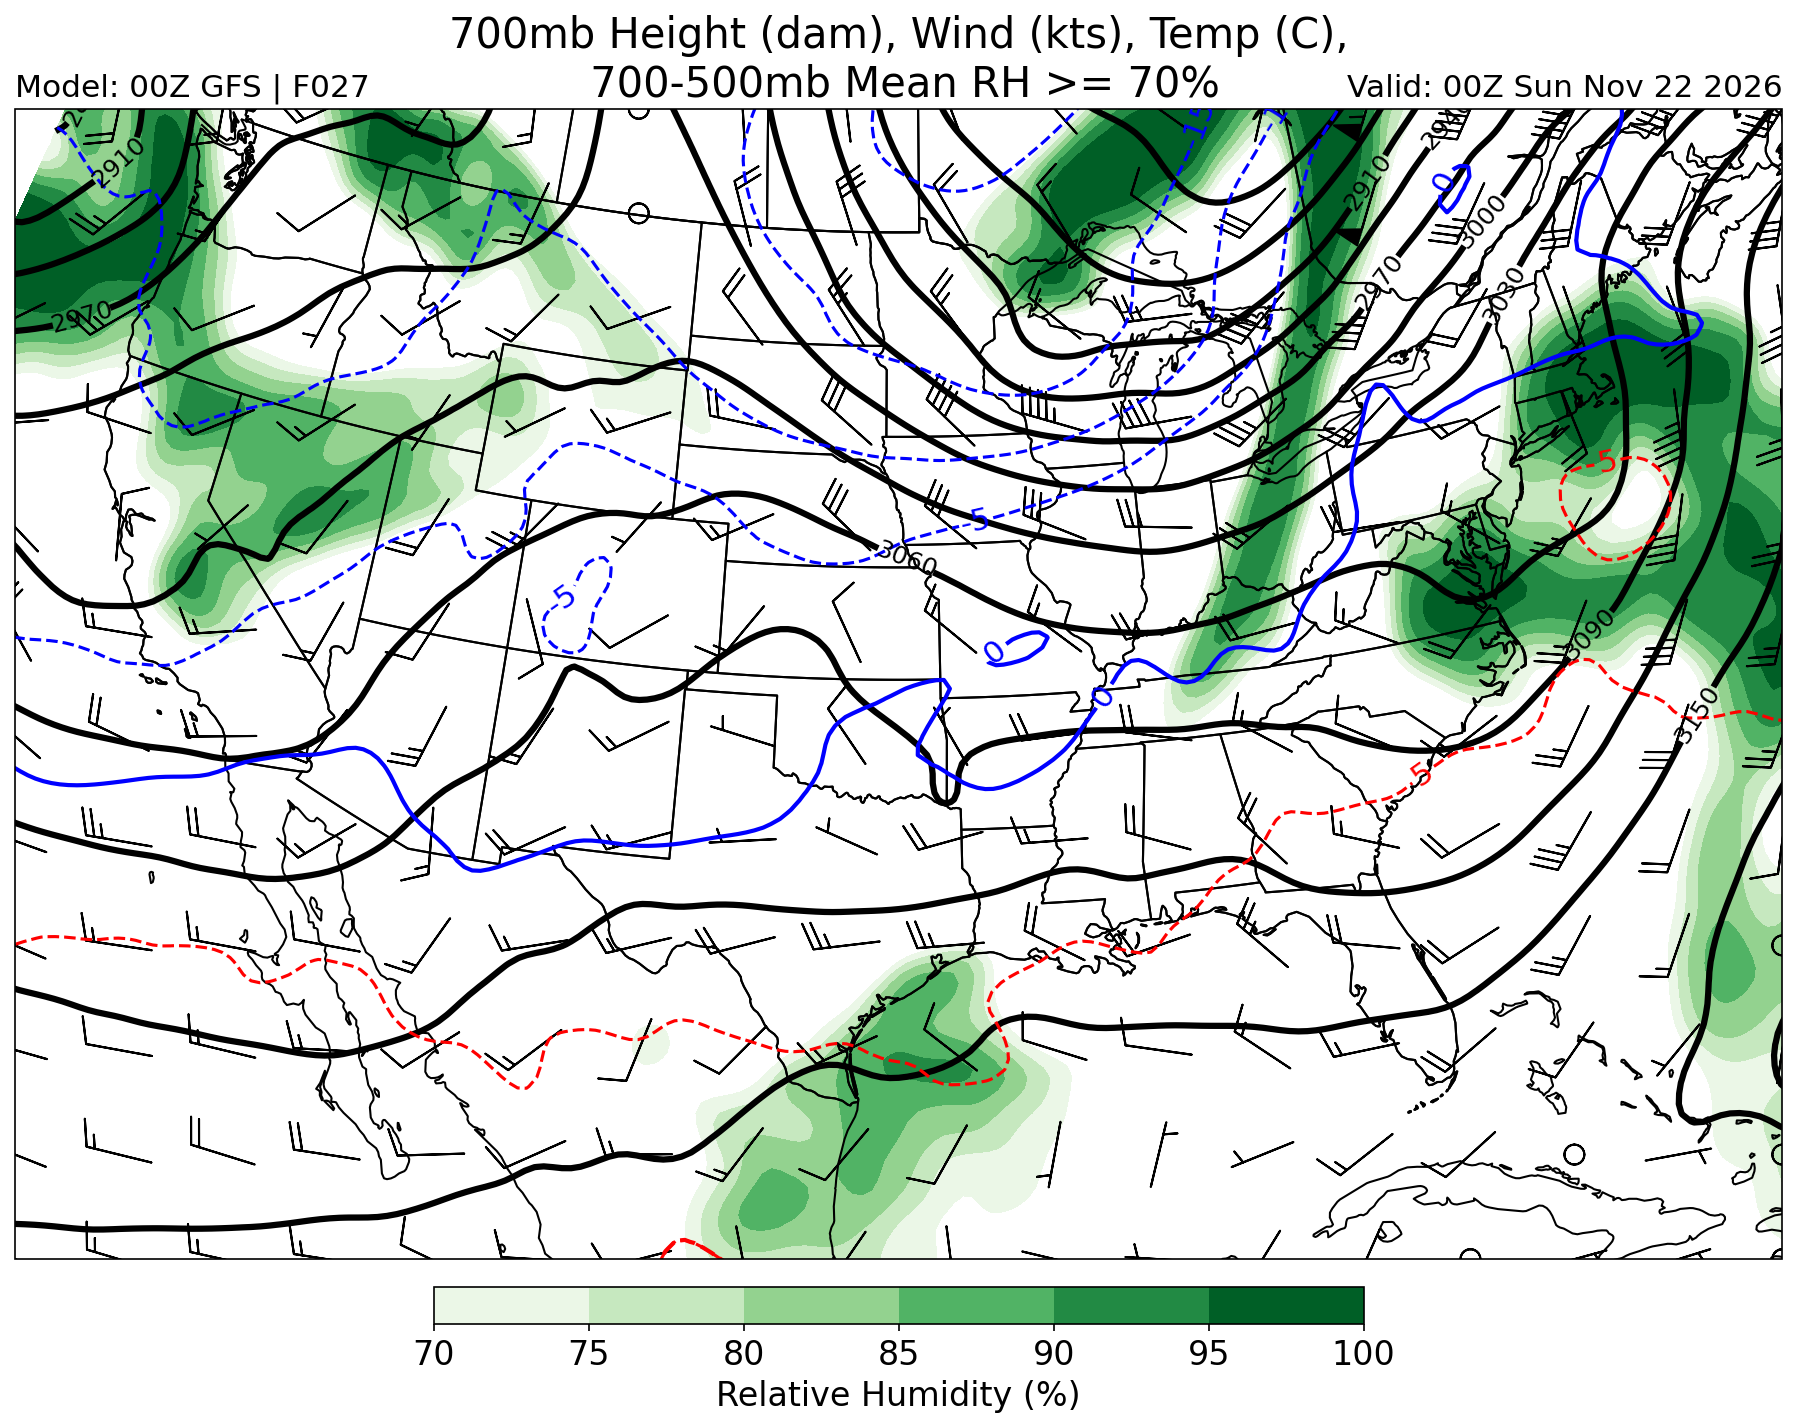 700mb Height (dam), Wind (kts), Temp (C),
700-500mb Mean RH >= 70%
Model: 00Z GFS | F027
Valid: 00Z Sun Nov 22 2026
2910
2970
2910
2970
3000
3030
3060
3090
3150
0
0
0
-5
-5
5
5
70 75 80 85 90 95 100
Relative Humidity (%)